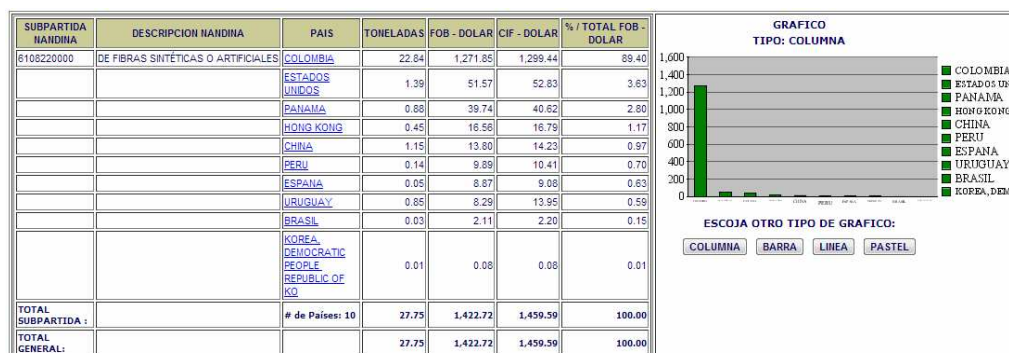 SUBPARTIDA NANDINA DESCRIPCION NANDINA PAIS TONELADAS FOB - DOLAR CIF - DOLAR % / TOTAL FOB - DOLAR
6108220000 DE FIBRAS SINTÉTICAS O ARTIFICIALES COLOMBIA 22.84 1,271.85 1,299.44 89.40
ESTADOS UNIDOS 1.39 51.57 52.83 3.63
PANAMA 0.88 39.74 40.62 2.80
HONG KONG 0.45 16.56 16.79 1.17
CHINA 1.15 13.80 14.23 0.97
PERU 0.14 9.89 10.41 0.70
ESPANA 0.05 8.87 9.08 0.63
URUGUAY 0.85 8.29 13.95 0.59
BRASIL 0.03 2.11 2.20 0.15
KOREA, DEMOCRATIC PEOPLE REPUBLIC OF KO 0.01 0.08 0.08 0.01
TOTAL SUBPARTIDA : # de Países: 10 27.75 1,422.72 1,459.59 100.00
TOTAL GENERAL: 27.75 1,422.72 1,459.59 100.00
GRAFICO
TIPO: COLUMNA
1,600
1,400
1,200
1,000
800
600
400
200
0
COLOMBIA
ESTADOS UN
PANAMA
HONG KONG
CHINA
PERU
ESPANA
URUGUAY
BRASIL
KOREA, DEM
ESCOJA OTRO TIPO DE GRAFICO:
COLUMNA BARRA LINEA PASTEL